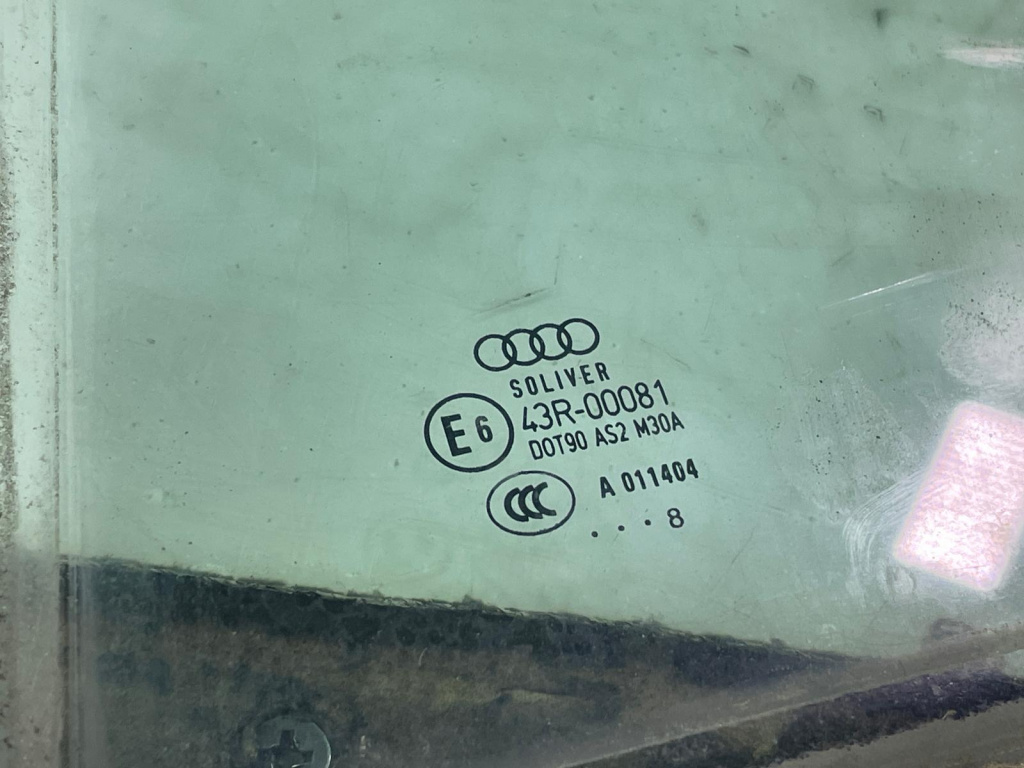 SOLIVER
E6 43R-00081
DOT90 AS2 M30A
CCC A 011404
. . . 8